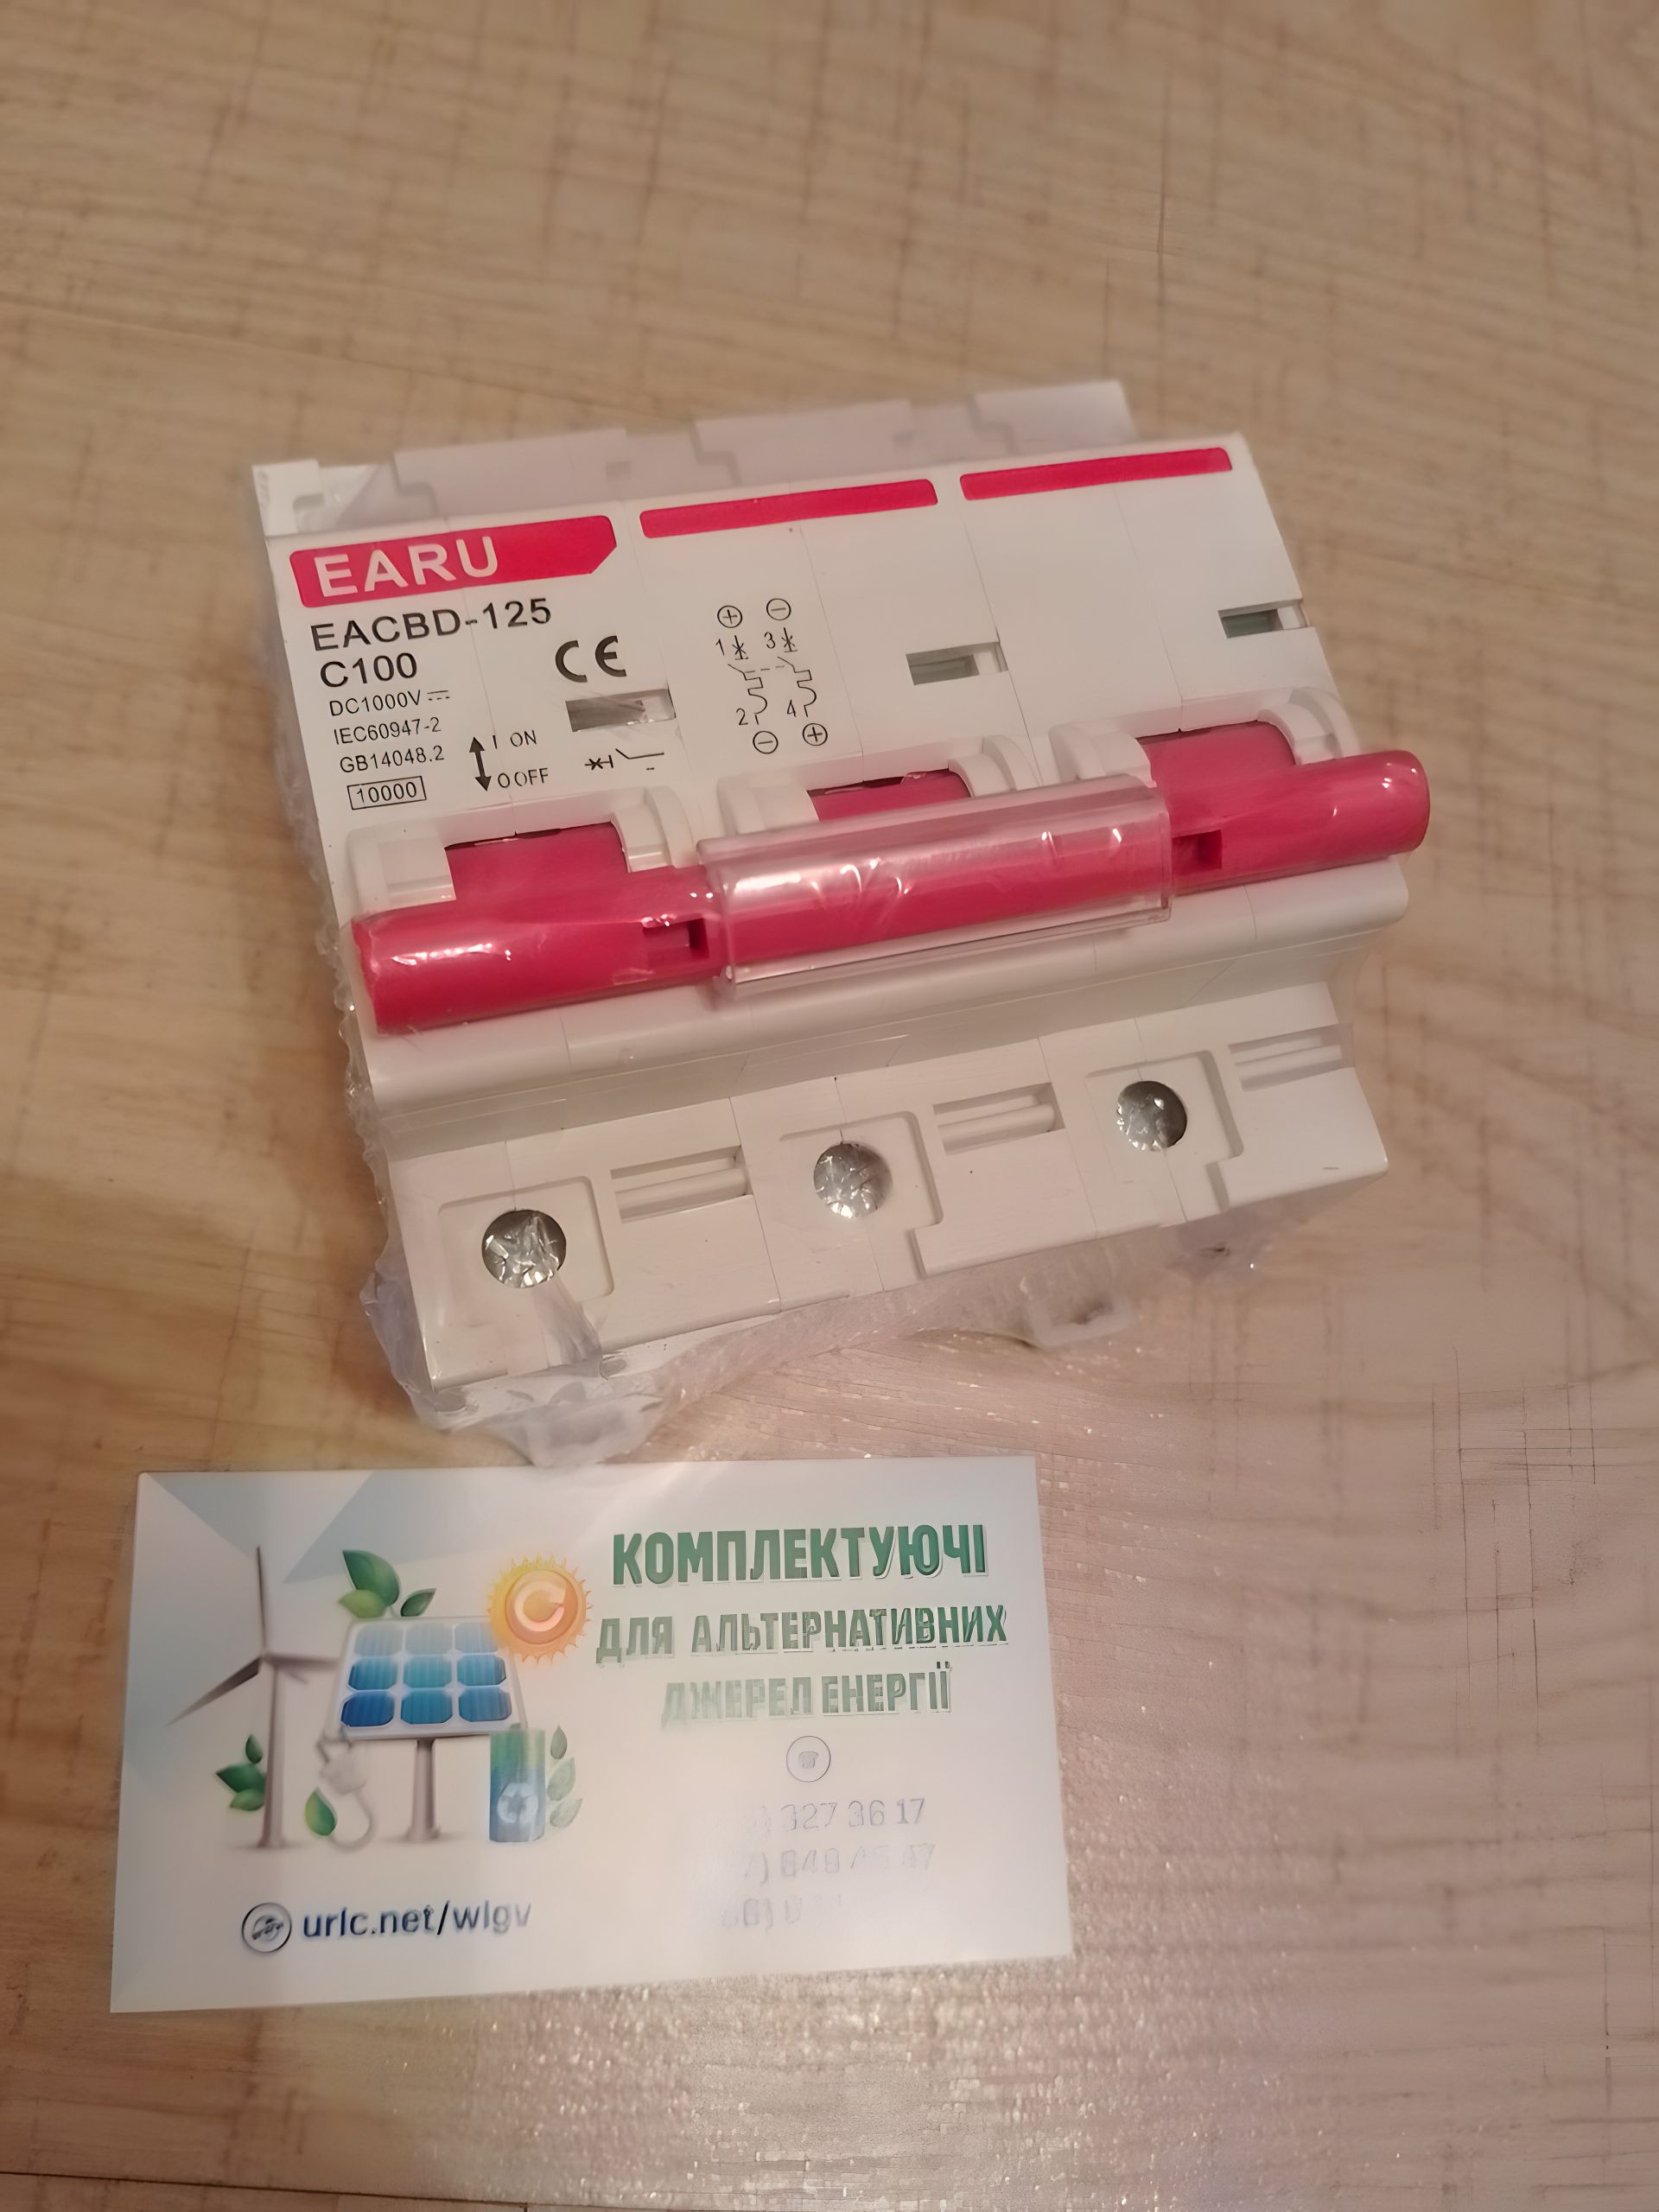 EARU
EACBD-125
C100
DC1000V
IEC60947-2
GB14048.2
10000
I ON
O OFF
CE
+ −
1 3
2 4
− +
КОМПЛЕКТУЮЧІ
ДЛЯ АЛЬТЕРНАТИВНИХ
ДЖЕРЕЛ ЕНЕРГІЇ
327 36 17
urlc.net/wlgv